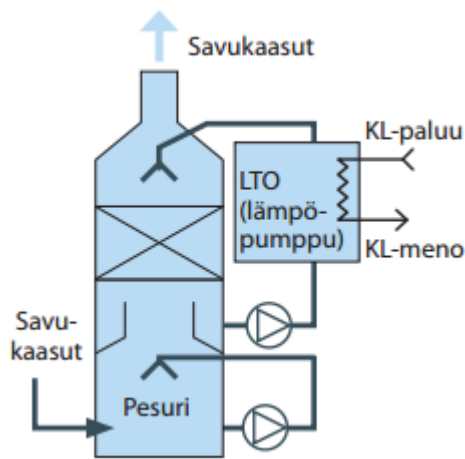 Savukaasut
KL-paluu
LTO
(lämpö-
pumppu)
KL-meno
Savu-
kaasut
Pesuri